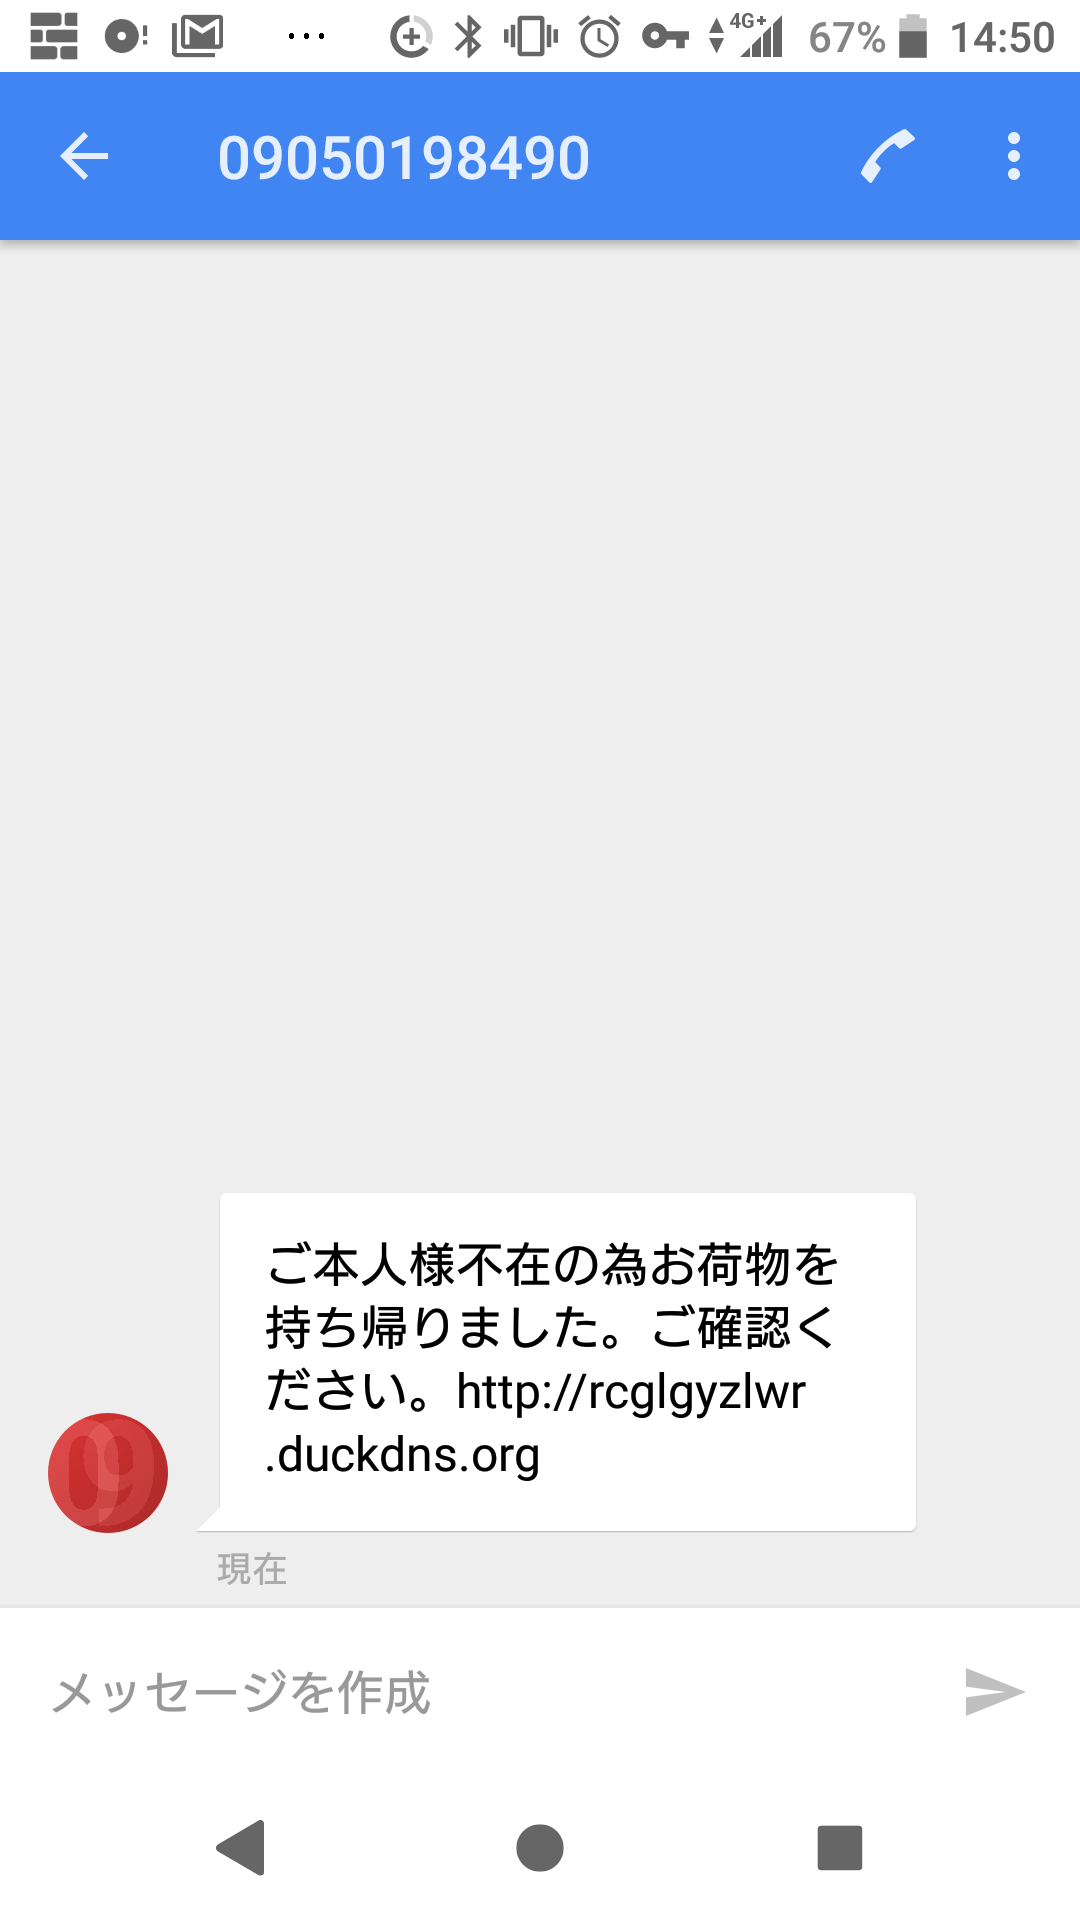 4G+ 67% 14:50
09050198490
ご本人様不在の為お荷物を
持ち帰りました。ご確認く
ださい。http://rcglgyzlwr
.duckdns.org
09
現在
メッセージを作成